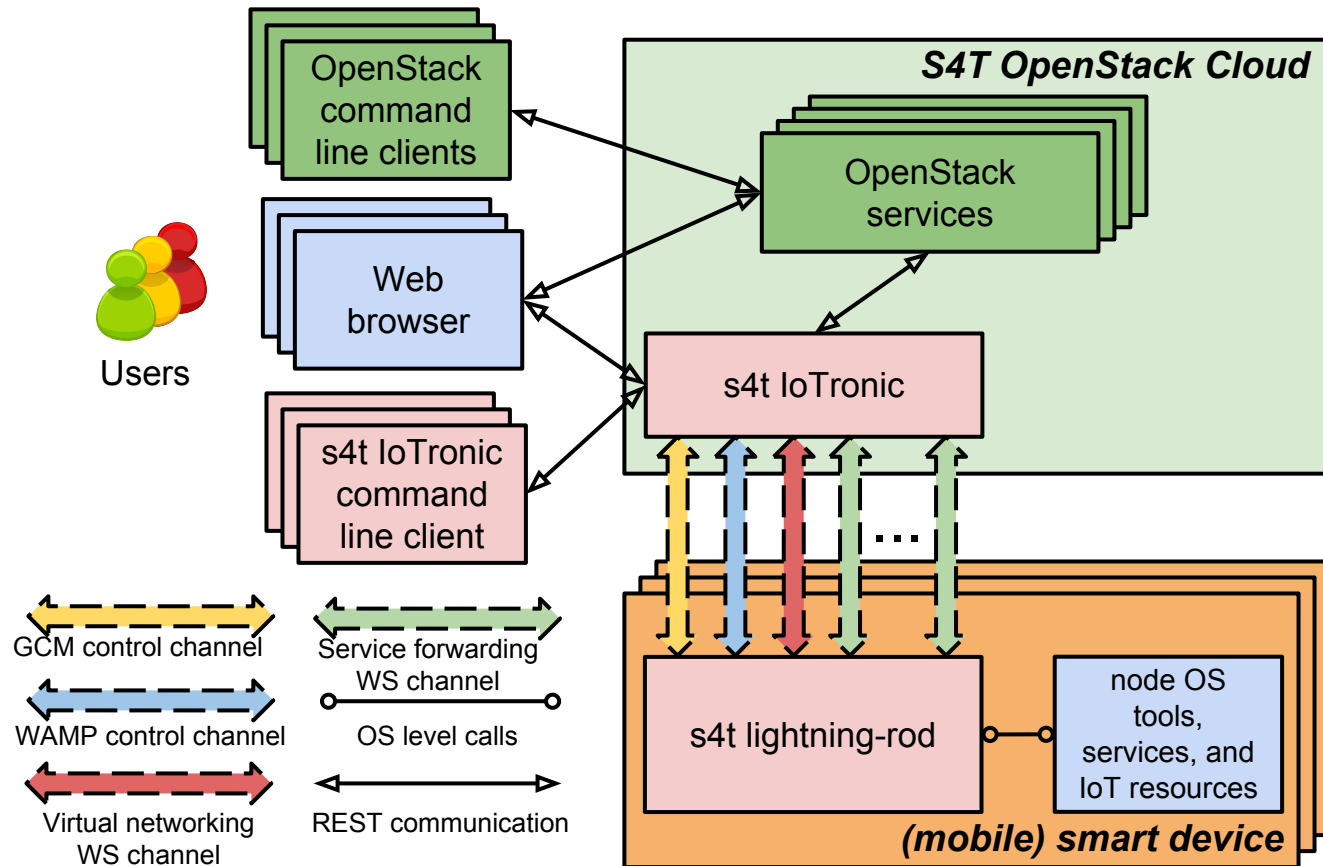 OpenStack
command
line clients
S4T OpenStack Cloud
OpenStack
services
Web
browser
Users
s4t IoTronic
s4t IoTronic
command
line client
...
GCM control channel
Service forwarding
WS channel
WAMP control channel
OS level calls
Virtual networking
WS channel
REST communication
s4t lightning-rod
node OS
tools,
services, and
IoT resources
(mobile) smart device